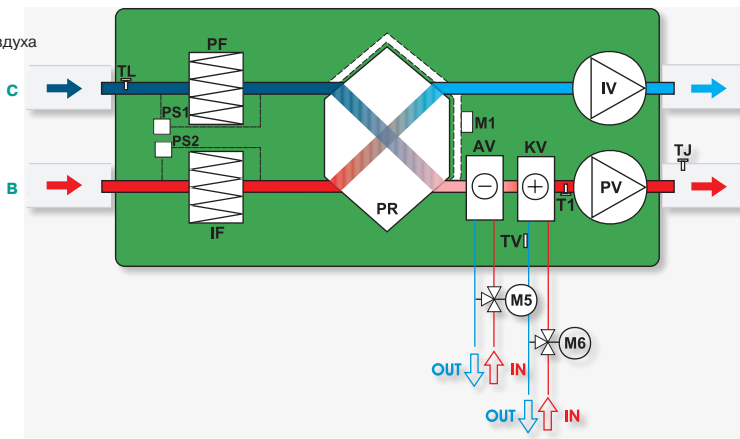 здуха
PF
TL
C
IV
PS1
M1
PS2
AV
KV
TJ
B
T1
PV
PR
IF
TV
M5
M6
OUT
IN
OUT
IN